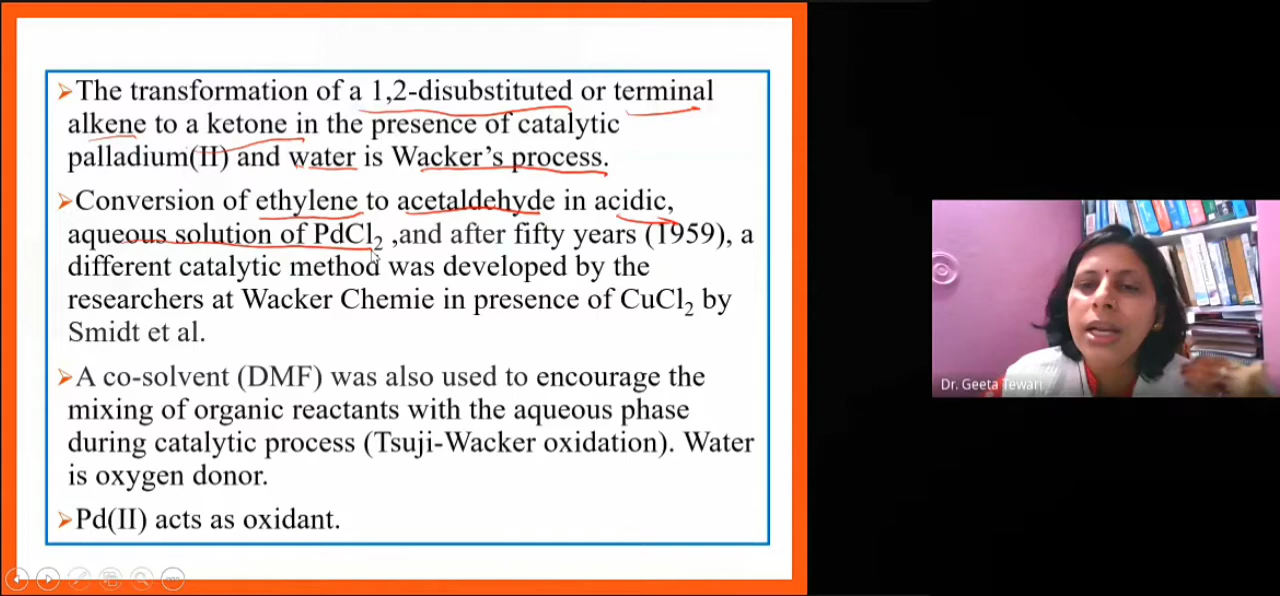 ➢The transformation of a 1,2-disubstituted or terminal
alkene to a ketone in the presence of catalytic
palladium(II) and water is Wacker's process.
➢Conversion of ethylene to acetaldehyde in acidic,
aqueous solution of PdCl₂ ,and after fifty years (1959), a
different catalytic method was developed by the
researchers at Wacker Chemie in presence of CuCl₂ by
Smidt et al.
➢A co-solvent (DMF) was also used to encourage the
mixing of organic reactants with the aqueous phase
during catalytic process (Tsuji-Wacker oxidation). Water
is oxygen donor.
➢Pd(II) acts as oxidant.
Dr. Geeta Tewari